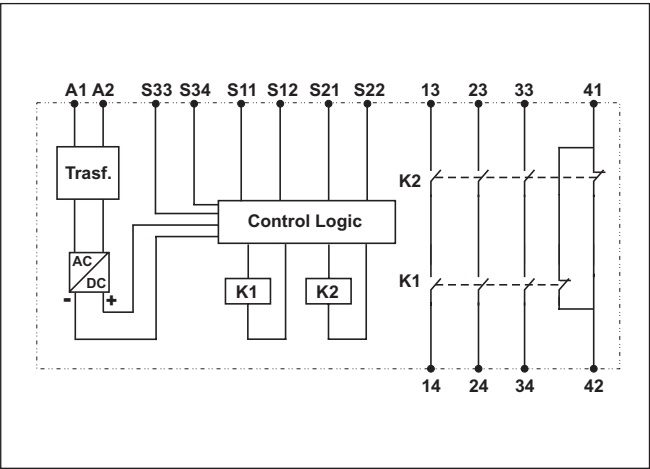 A1 A2 S33 S34 S11 S12 S21 S22 13 23 33 41
Trasf.
K2
Control Logic
AC
DC
- +
K1 K2
K1
14 24 34 42